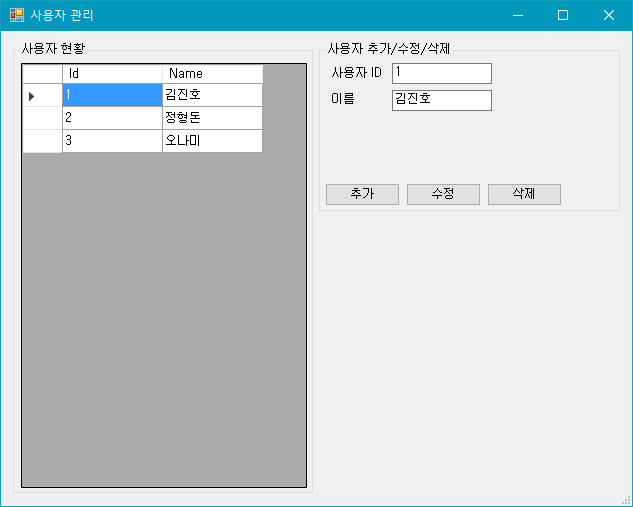 사용자 관리
사용자 현황
Id Name
1 김진호
2 정형돈
3 오나미
사용자 추가/수정/삭제
사용자 ID 1
이름 김진호
추가 수정 삭제